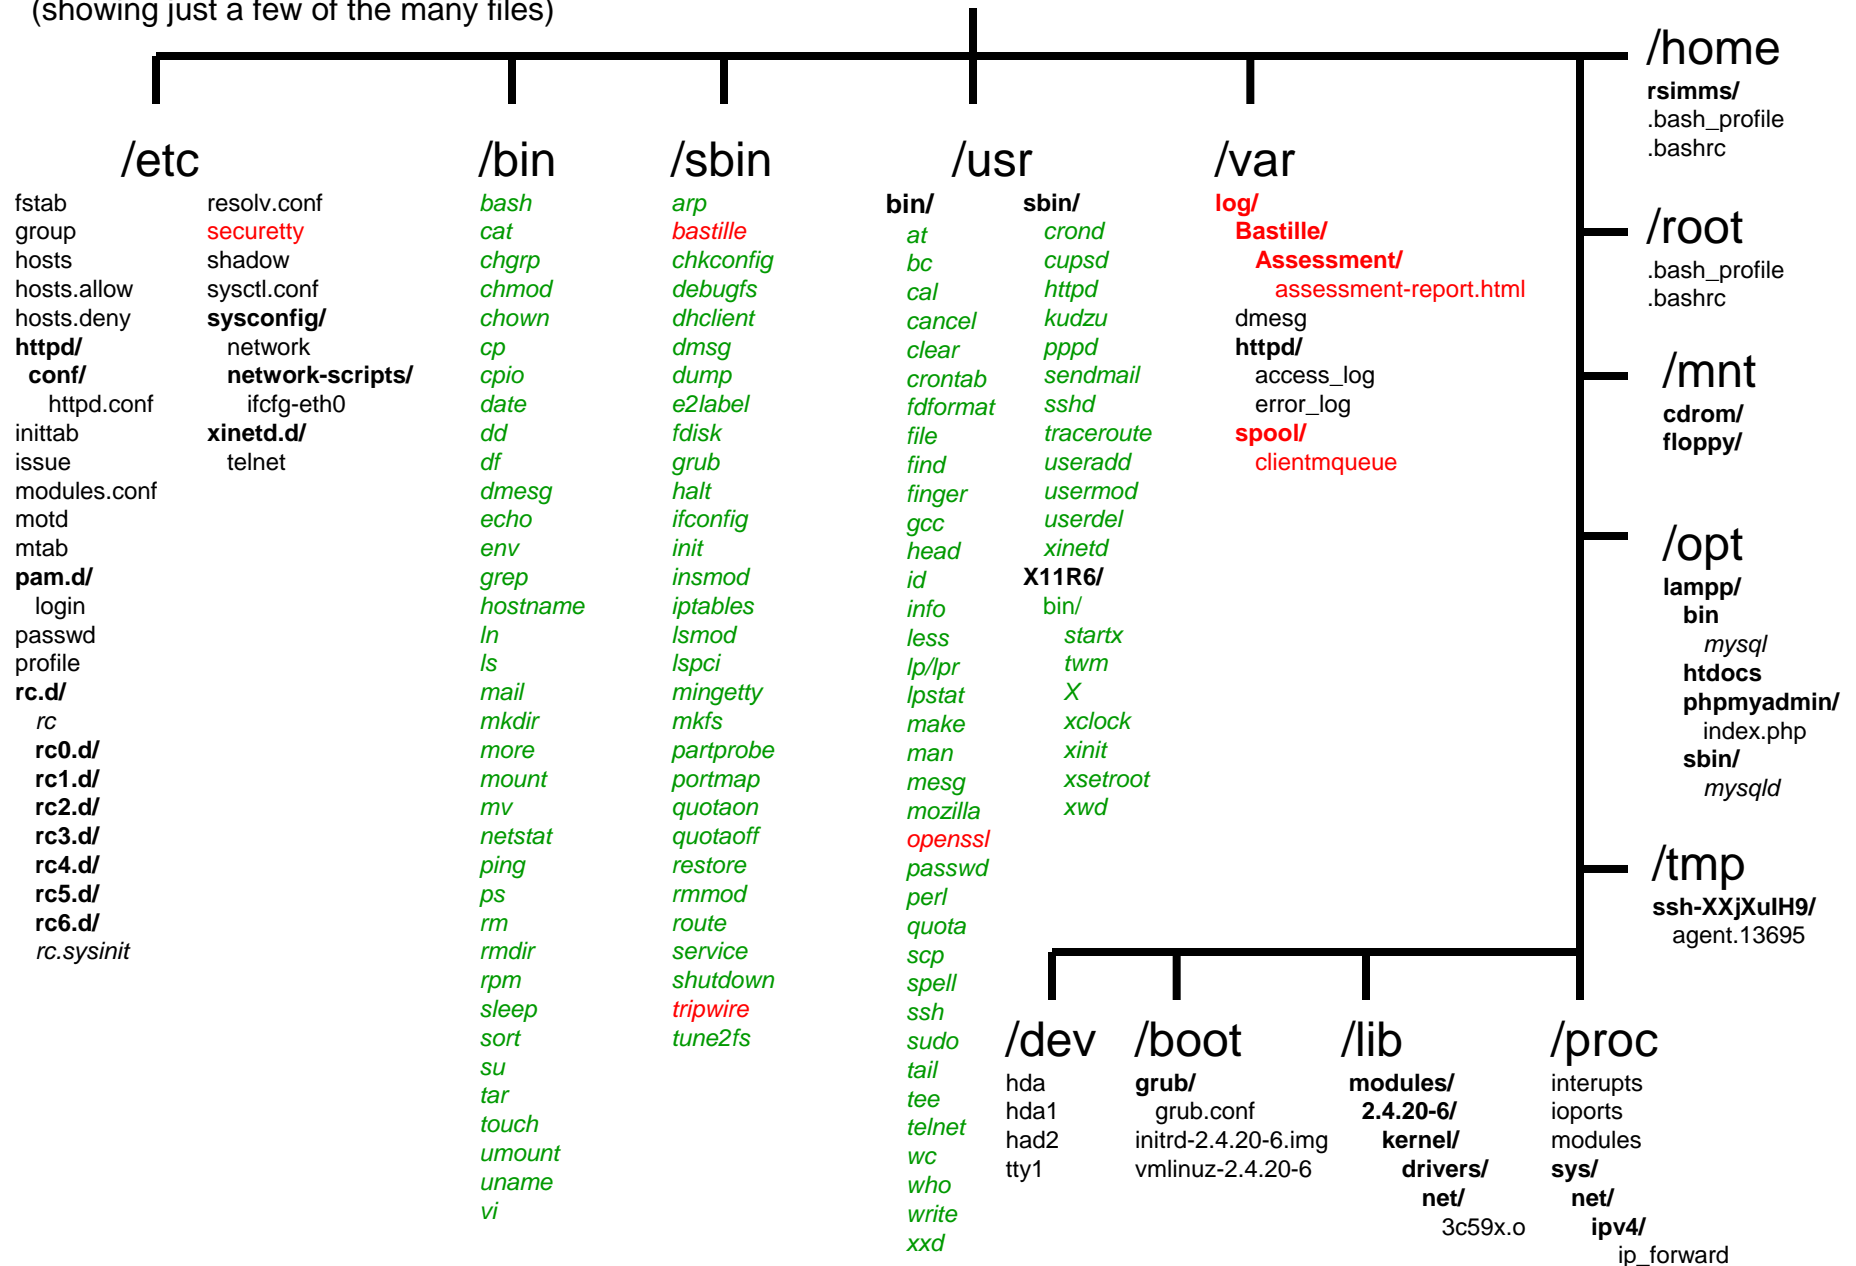 (showing just a few of the many files)
/etc
fstab
group
hosts
hosts.allow
hosts.deny
httpd/
conf/
httpd.conf
inittab
issue
modules.conf
motd
mtab
pam.d/
login
passwd
profile
rc.d/
rc
rc0.d/
rc1.d/
rc2.d/
rc3.d/
rc4.d/
rc5.d/
rc6.d/
rc.sysinit
resolv.conf
securetty
shadow
sysctl.conf
sysconfig/
network
network-scripts/
ifcfg-eth0
xinetd.d/
telnet
/bin
bash
cat
chgrp
chmod
chown
cp
cpio
date
dd
df
dmesg
echo
env
grep
hostname
ln
ls
mail
mkdir
more
mount
mv
netstat
ping
ps
rm
rmdir
rpm
sleep
sort
su
tar
touch
umount
uname
vi
/sbin
arp
bastille
chkconfig
debugfs
dhclient
dmsg
dump
e2label
fdisk
grub
halt
ifconfig
init
insmod
iptables
lsmod
lspci
mingetty
mkfs
partprobe
portmap
quotaon
quotaoff
restore
rmmod
route
service
shutdown
tripwire
tune2fs
/usr
bin/
at
bc
cal
cancel
clear
crontab
fdformat
file
find
finger
gcc
head
id
info
less
lp/lpr
lpstat
make
man
mesg
mozilla
openssl
passwd
perl
quota
scp
spell
ssh
sudo
tail
tee
telnet
wc
who
write
xxd
sbin/
crond
cupsd
httpd
kudzu
pppd
sendmail
sshd
traceroute
useradd
usermod
userdel
xinetd
X11R6/
bin/
startx
twm
X
xclock
xinit
xsetroot
xwd
/var
log/
Bastille/
Assessment/
assessment-report.html
dmesg
httpd/
access_log
error_log
spool/
clientmqueue
/home
rsimms/
.bash_profile
.bashrc
/root
.bash_profile
.bashrc
/mnt
cdrom/
floppy/
/opt
lampp/
bin
mysql
htdocs
phpmyadmin/
index.php
sbin/
mysqld
/tmp
ssh-XXjXuIH9/
agent.13695
/dev
hda
hda1
had2
tty1
/boot
grub/
grub.conf
initrd-2.4.20-6.img
vmlinuz-2.4.20-6
/lib
modules/
2.4.20-6/
kernel/
drivers/
net/
3c59x.o
/proc
interupts
ioports
modules
sys/
net/
ipv4/
ip_forward